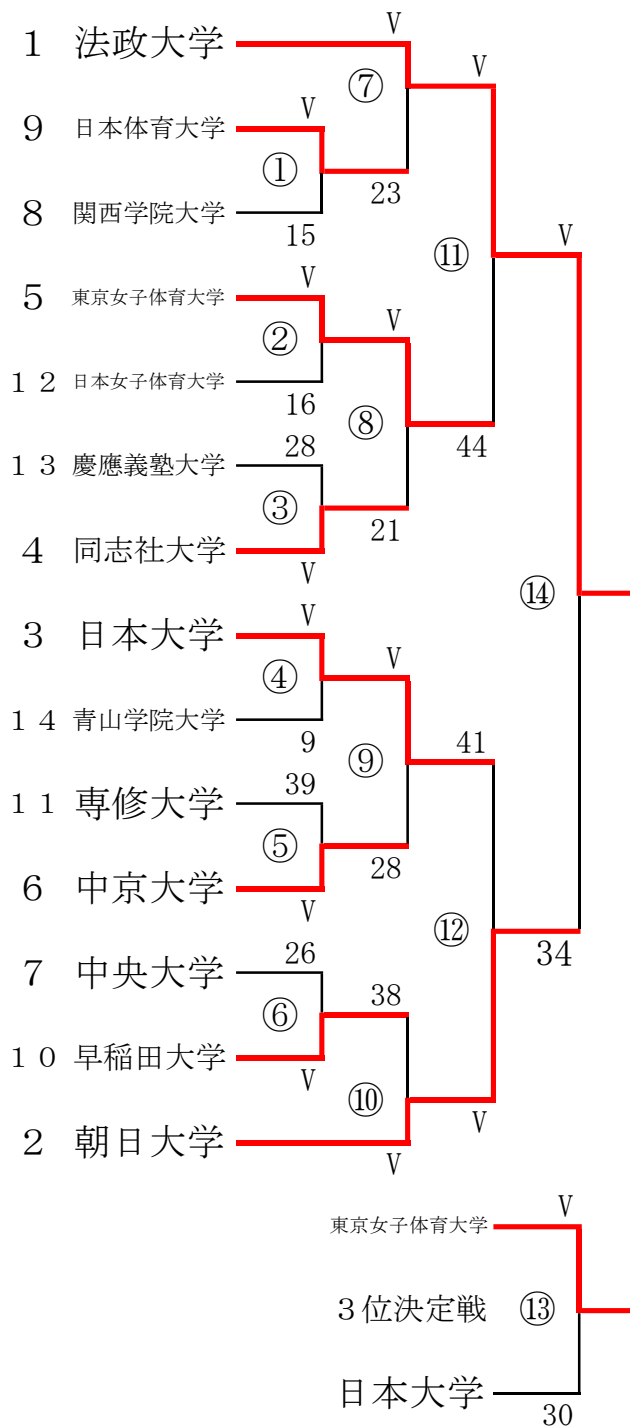 V
1 法政大学
⑦
V
V
9 日本体育大学
①
23
8 関西学院大学
15
⑪
V
V
5 東京女子体育大学
V
②
1２ 日本女子体育大学
16
⑧
44
28
1３ 慶應義塾大学
③
21
4 同志社大学
V
⑭
V
3 日本大学
V
④
1４ 青山学院大学
9
⑨
41
39
1１ 専修大学
⑤
28
6 中京大学
V
⑫
34
26
7 中央大学
38
⑥
1０ 早稲田大学
V
⑩
V
2 朝日大学
V
V
東京女子体育大学
３位決定戦 ⑬
日本大学
30